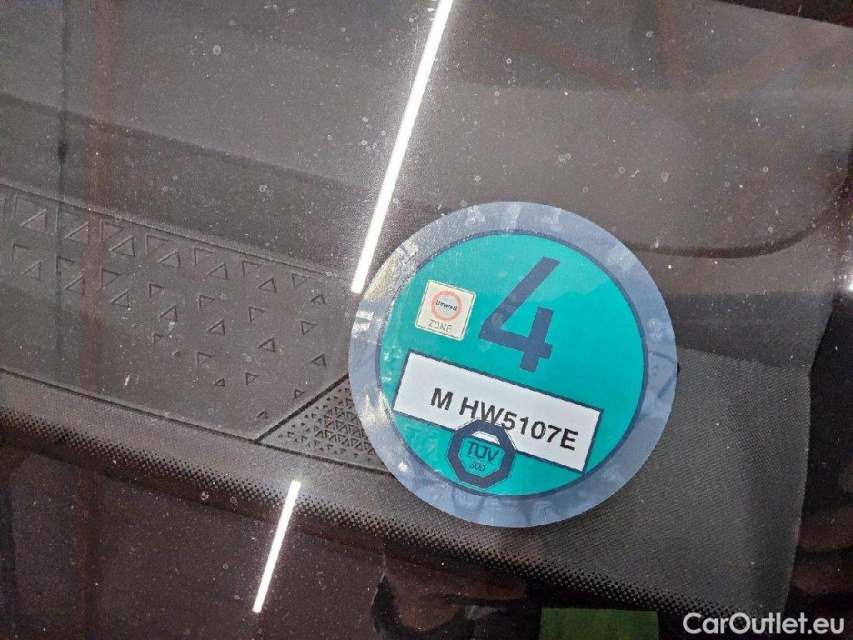 4
Umwelt
ZONE
M HW5107E
TÜV
SÜD
CarOutlet.eu